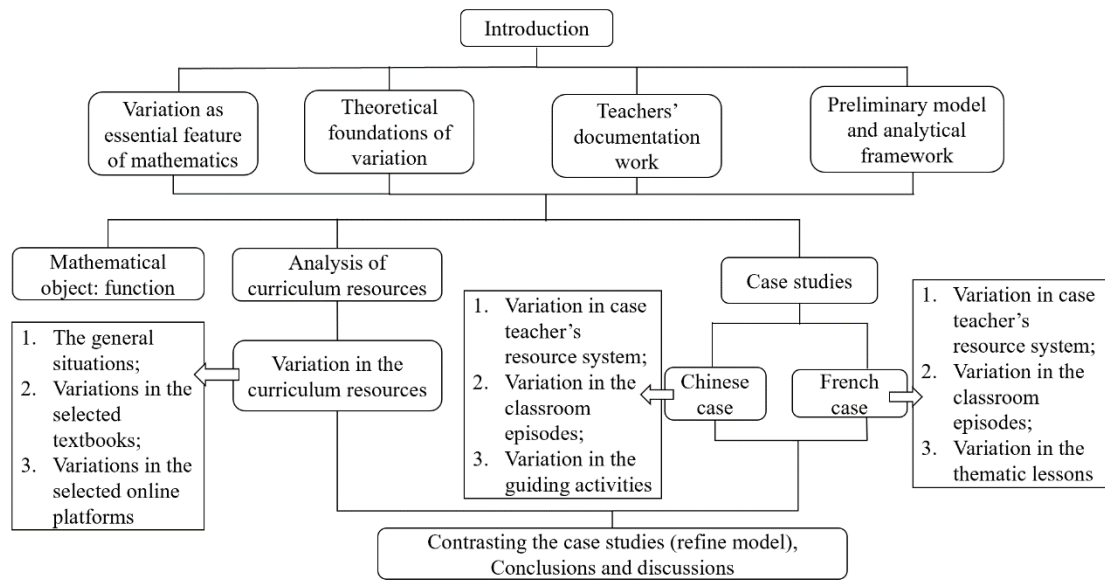 Introduction
Variation as
essential feature
of mathematics
Theoretical
foundations of
variation
Teachers’
documentation
work
Preliminary model
and analytical
framework
Mathematical
object: function
Analysis of
curriculum resources
Case studies
1. The general
situations;
2. Variations in the
selected
textbooks;
3. Variations in the
selected online
platforms
Variation in the
curriculum resources
1. Variation in case
teacher’s
resource system;
2. Variation in the
classroom
episodes;
3. Variation in the
guiding activities
Chinese
case
French
case
1. Variation in case
teacher’s
resource system;
2. Variation in the
classroom
episodes;
3. Variation in the
thematic lessons
Contrasting the case studies (refine model),
Conclusions and discussions